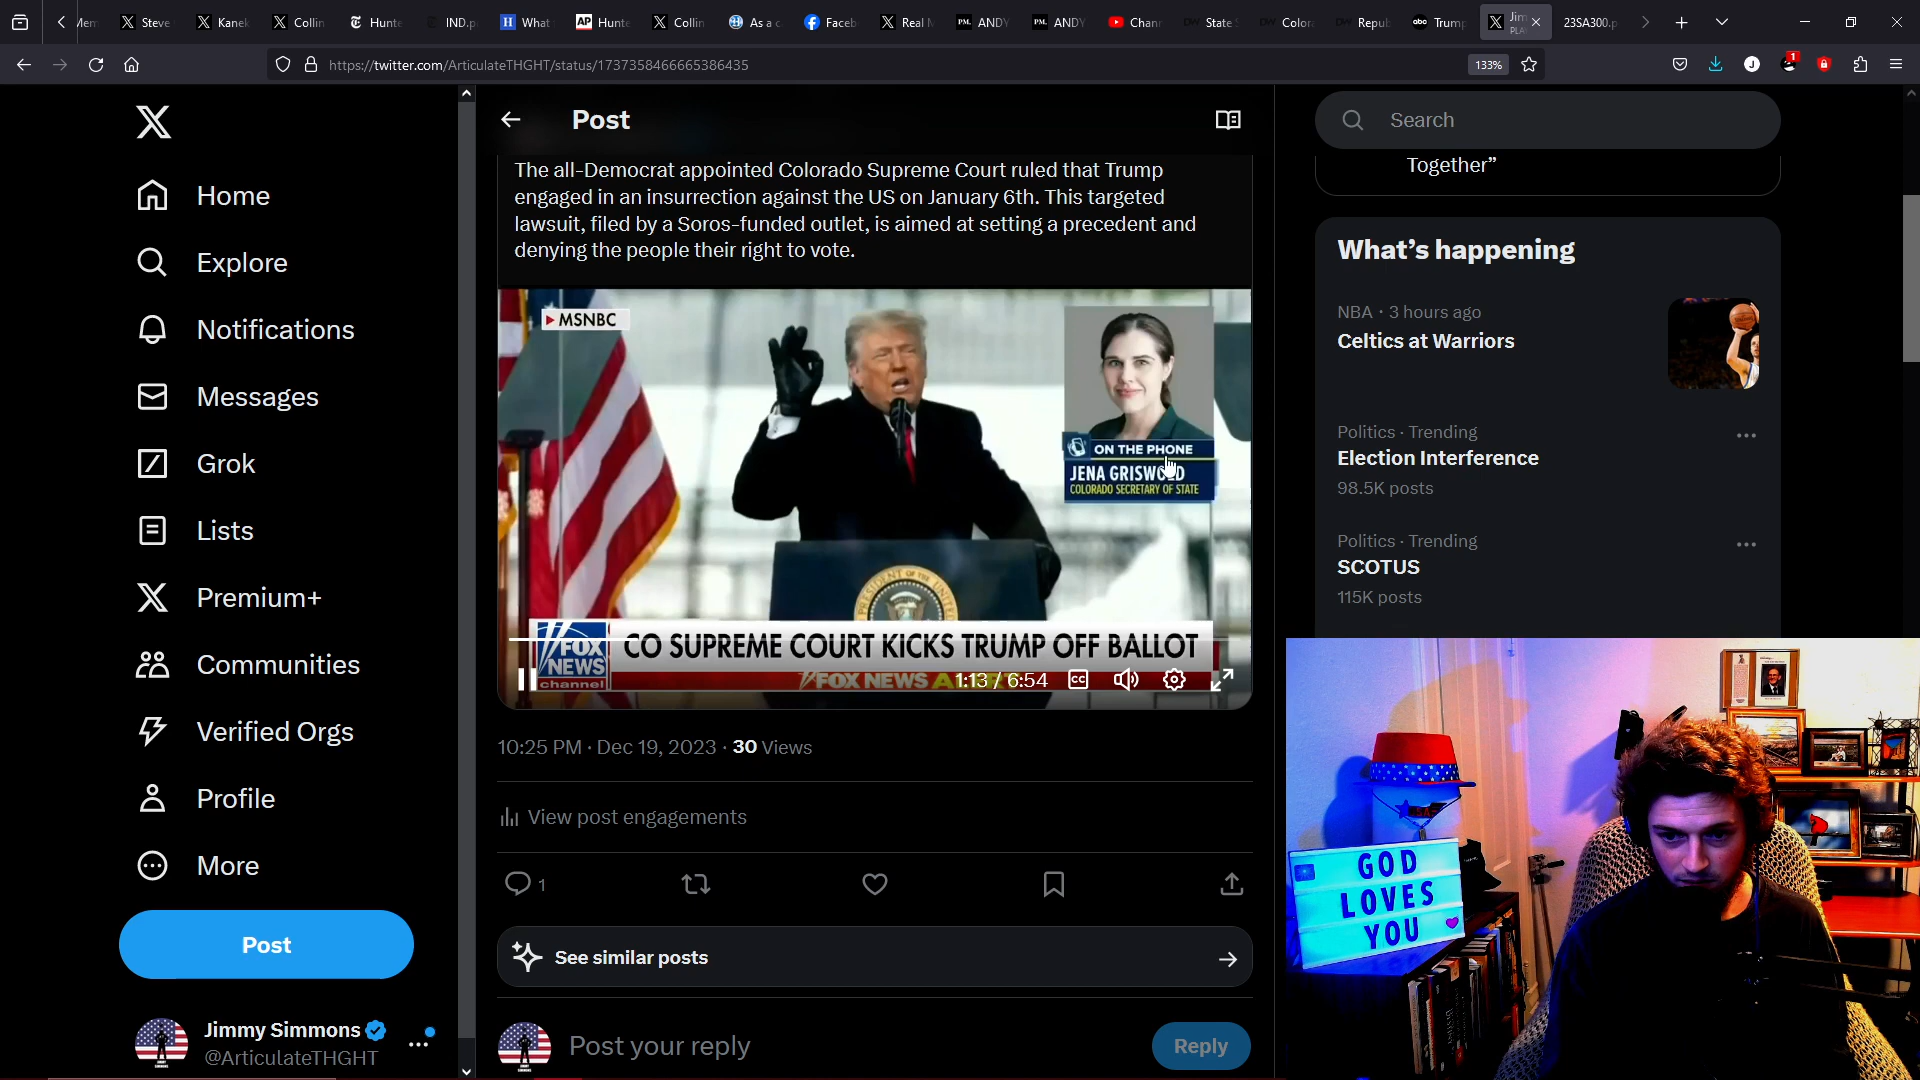 Steve
Kanek
Collin
Hunte
IND.p
What
Hunte
Collin
As a c
Faceb
Real M
ANDY
ANDY
Chann
State S
Color
Repub
Trump
Jim
23SA300.p
https://twitter.com/ArticulateTHGHT/status/1737358466665386435
133%
1
Home
Explore
Notifications
Messages
Grok
Lists
Premium+
Communities
Verified Orgs
Profile
More
Post
Jimmy Simmons
@ArticulateTHGHT
Post
The all-Democrat appointed Colorado Supreme Court ruled that Trump
engaged in an insurrection against the US on January 6th. This targeted
lawsuit, filed by a Soros-funded outlet, is aimed at setting a precedent and
denying the people their right to vote.
MSNBC
ON THE PHONE
JENA GRISWOLD
COLORADO SECRETARY OF STATE
FOX
NEWS
channel
CO SUPREME COURT KICKS TRUMP OFF BALLOT
FOX NEWS
1:13 / 6:54
CC
10:25 PM · Dec 19, 2023 · 30 Views
View post engagements
1
See similar posts
Post your reply
Reply
Search
Together”
What’s happening
NBA · 3 hours ago
Celtics at Warriors
Politics · Trending
Election Interference
98.5K posts
Politics · Trending
SCOTUS
115K posts
GOD
LOVES
YOU